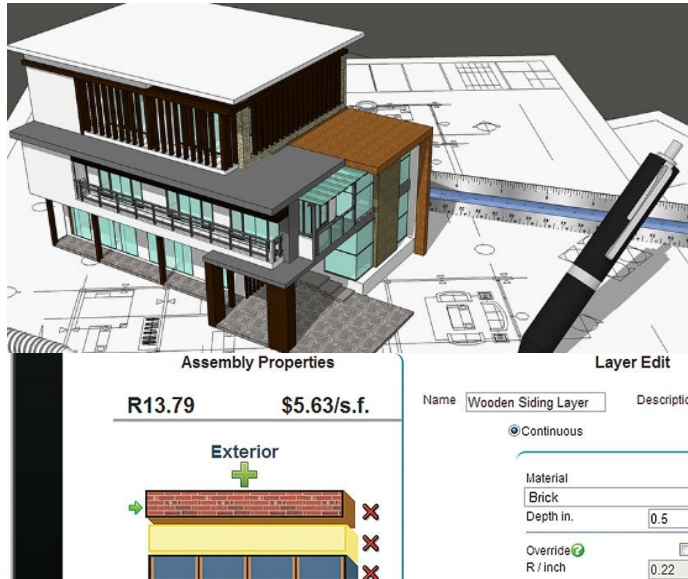 Assembly Properties
R13.79 $5.63/s.f.
Exterior
Layer Edit
Name Wooden Siding Layer
Continuous
Material
Brick
Depth in. 0.5
Override
R / inch 0.22